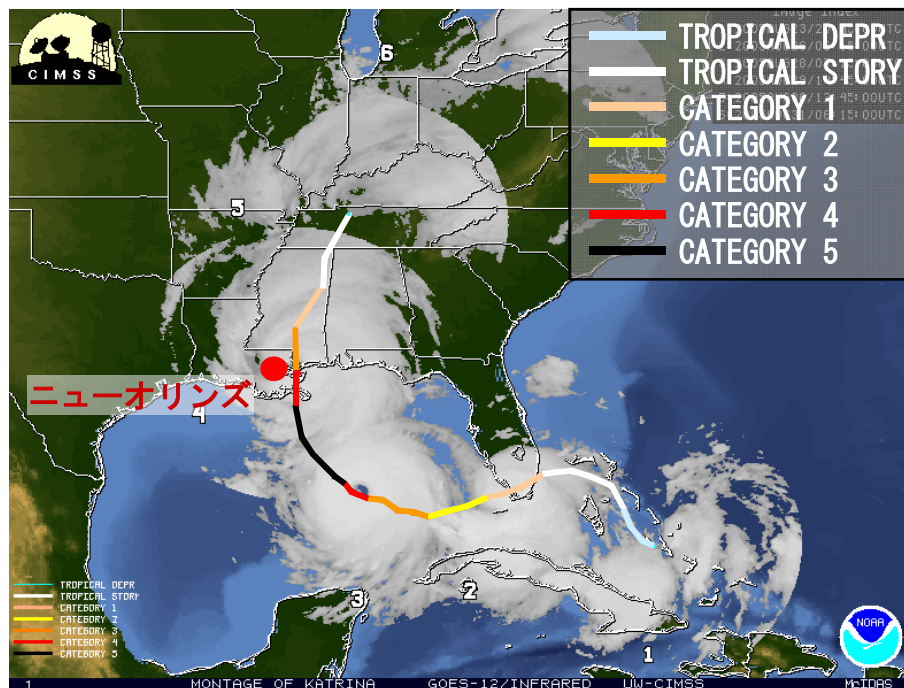 CIMSS
6
TROPICAL DEPR
TROPICAL STORY
CATEGORY 1
CATEGORY 2
CATEGORY 3
CATEGORY 4
CATEGORY 5
5
ニューオリンズ
4
3
2
1
TROPICAL DEPR
TROPICAL STORY
CATEGORY 1
CATEGORY 2
CATEGORY 3
CATEGORY 4
CATEGORY 5
NOAA
1 MONTAGE OF KATRINA GOES-12/INFRARED UW-CIMSS McIDAS